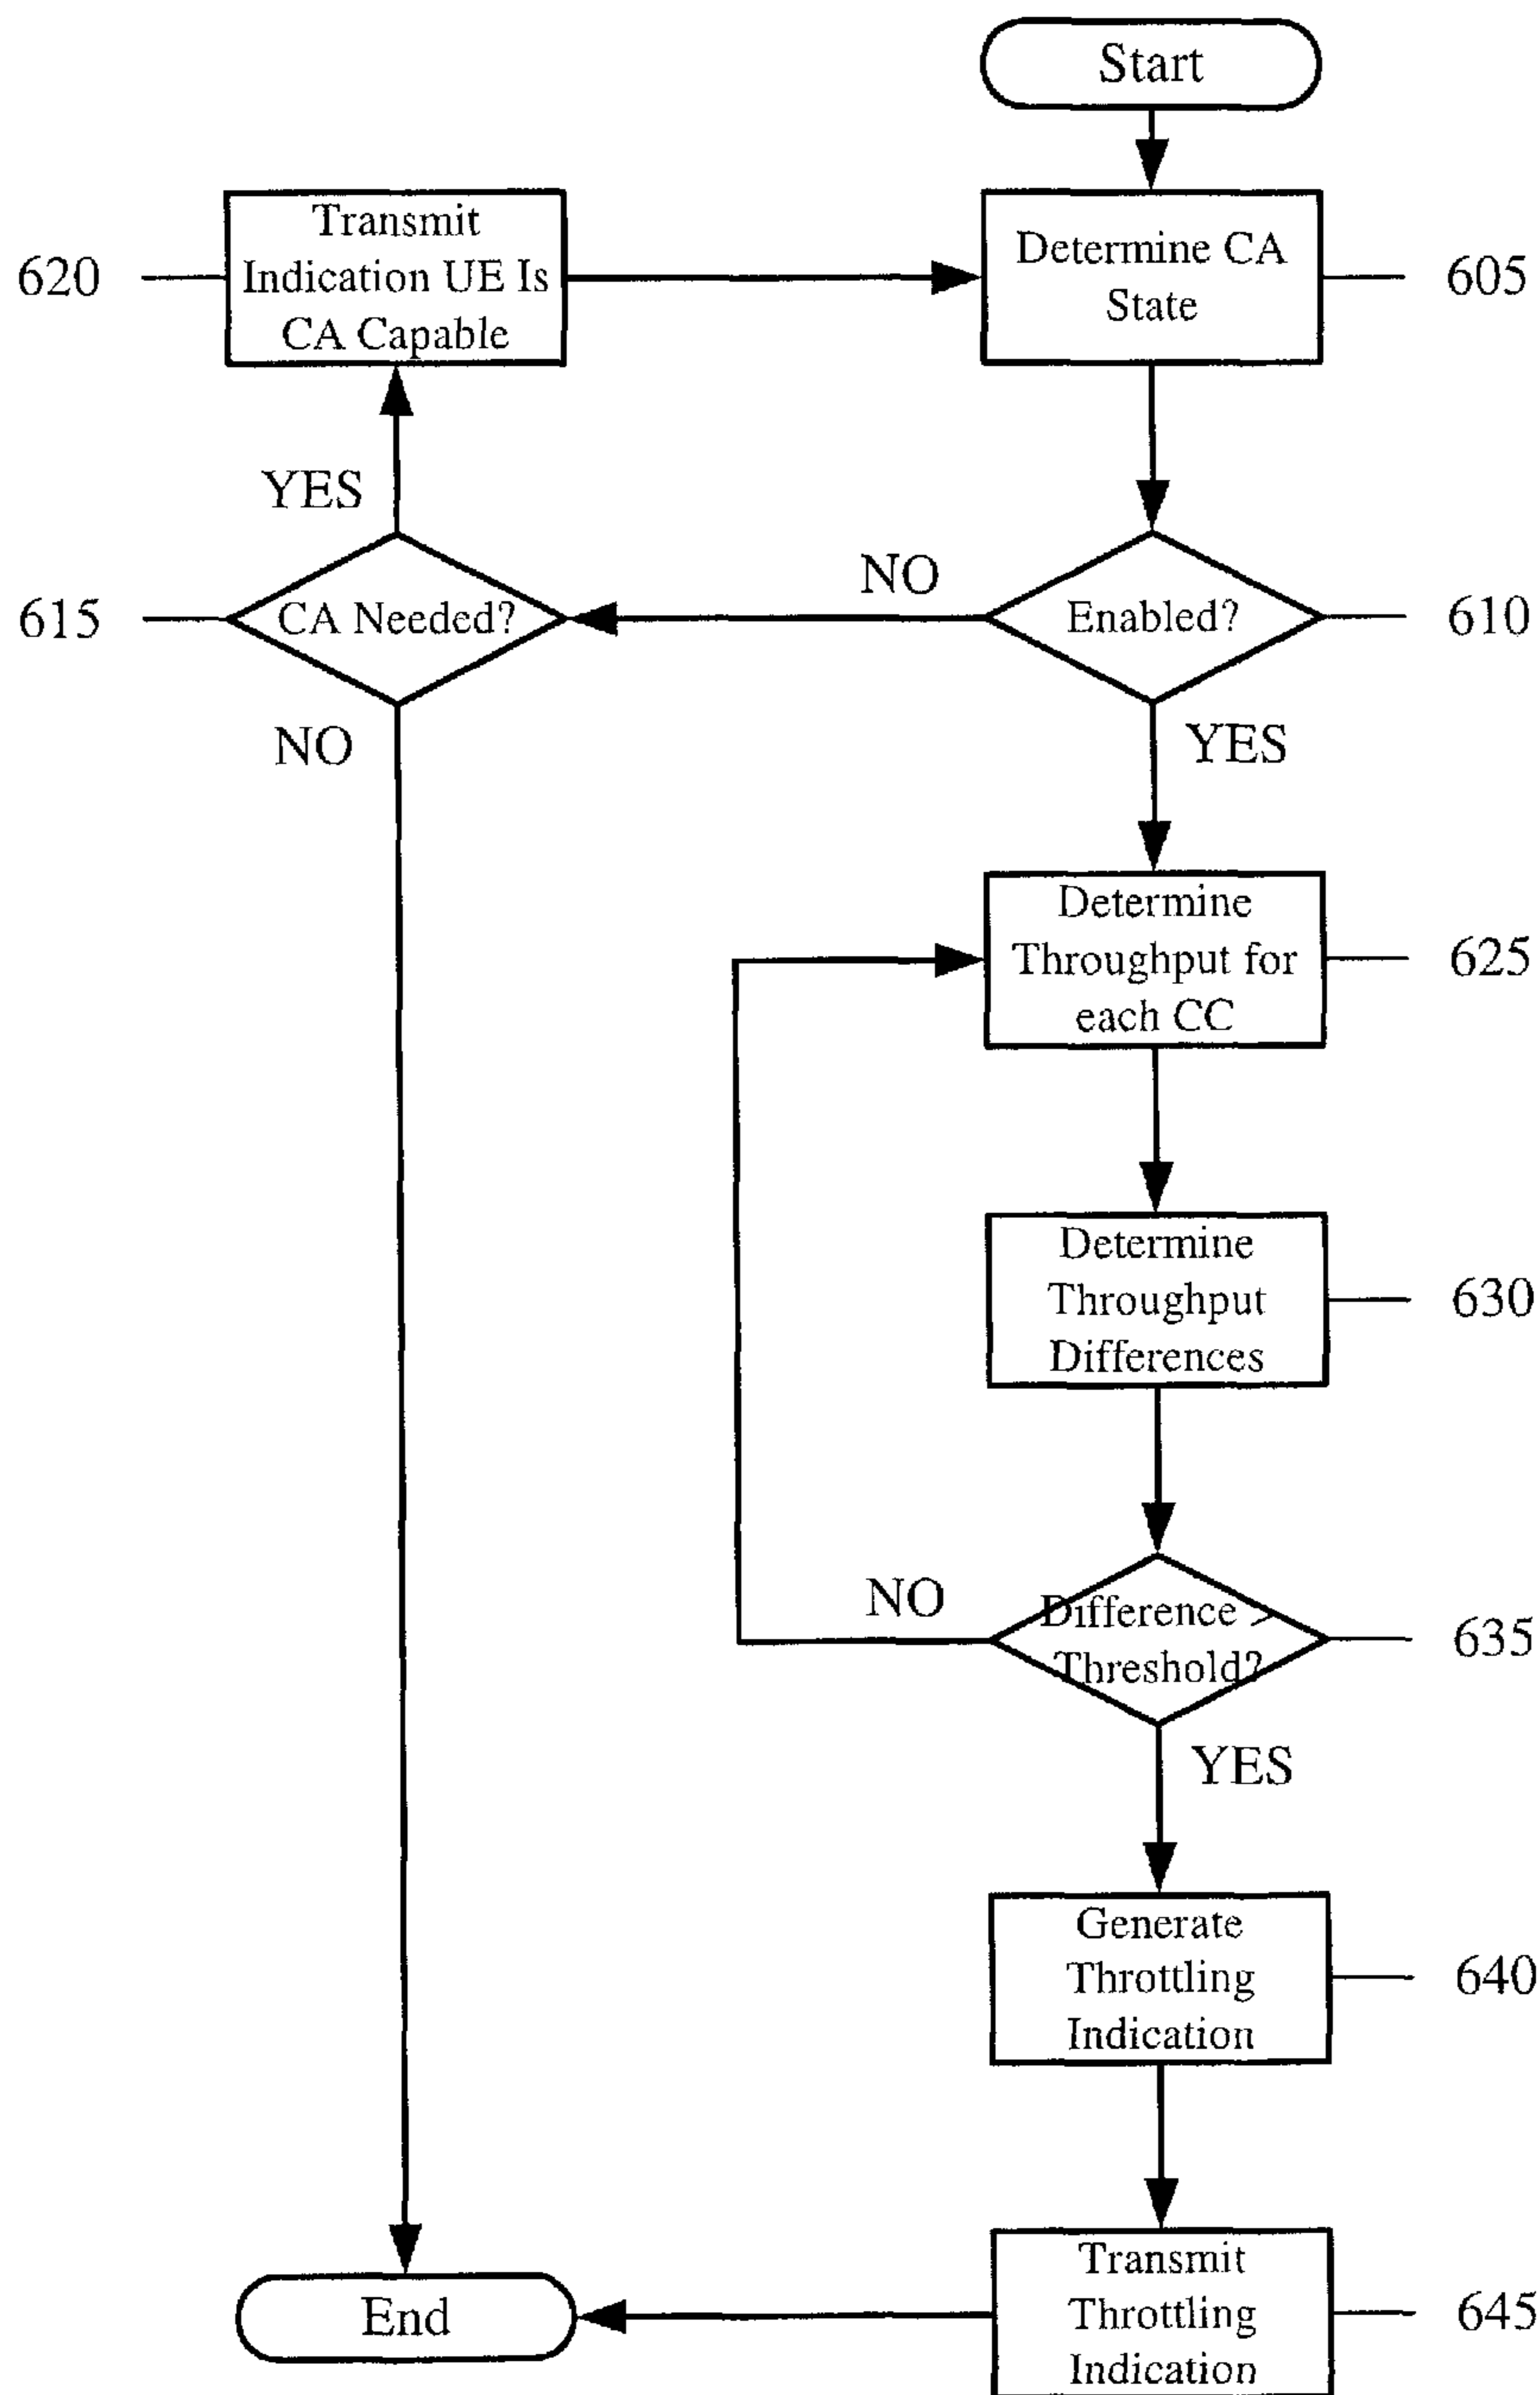 Start
Transmit
Indication UE Is
CA Capable
620
Determine CA
State
605
YES
NO
CA Needed?
615
Enabled?
610
NO
YES
Determine
Throughput for
each CC
625
Determine
Throughput
Differences
630
NO
Difference >
Threshold?
635
YES
Generate
Throttling
Indication
640
Transmit
Throttling
Indication
645
End